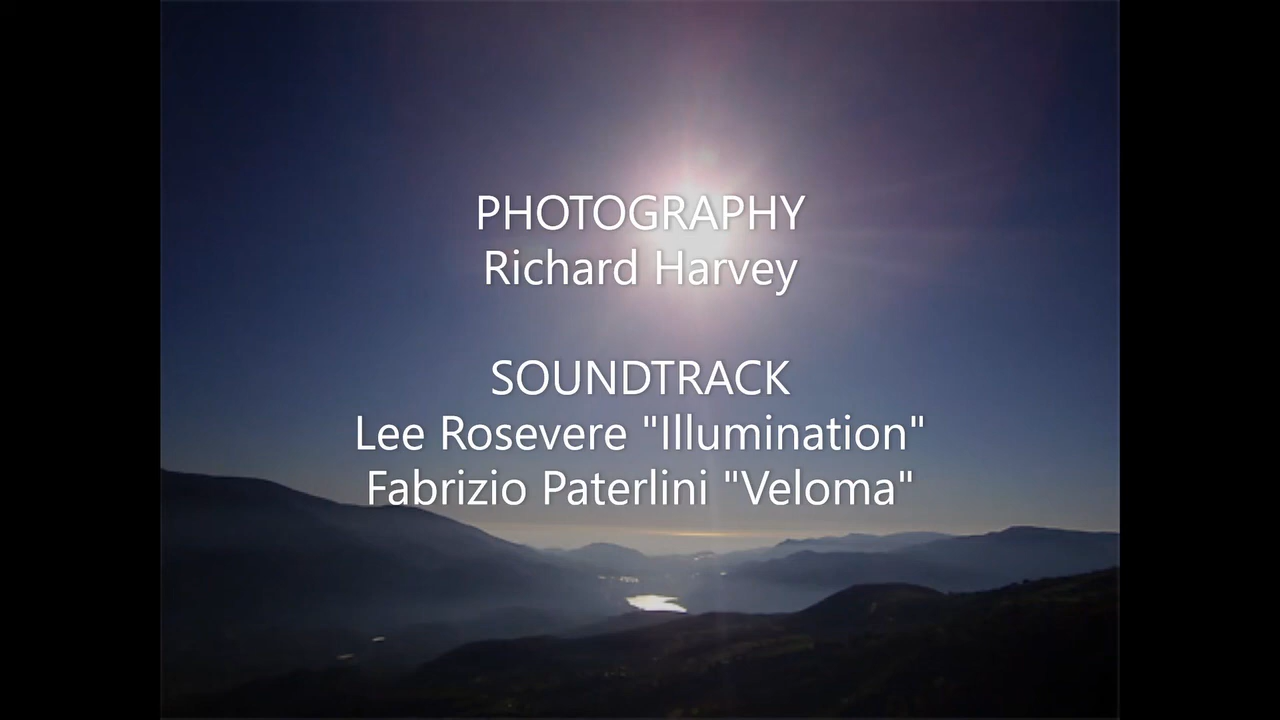 PHOTOGRAPHY
Richard Harvey
SOUNDTRACK
Lee Rosevere "Illumination"
Fabrizio Paterlini "Veloma"